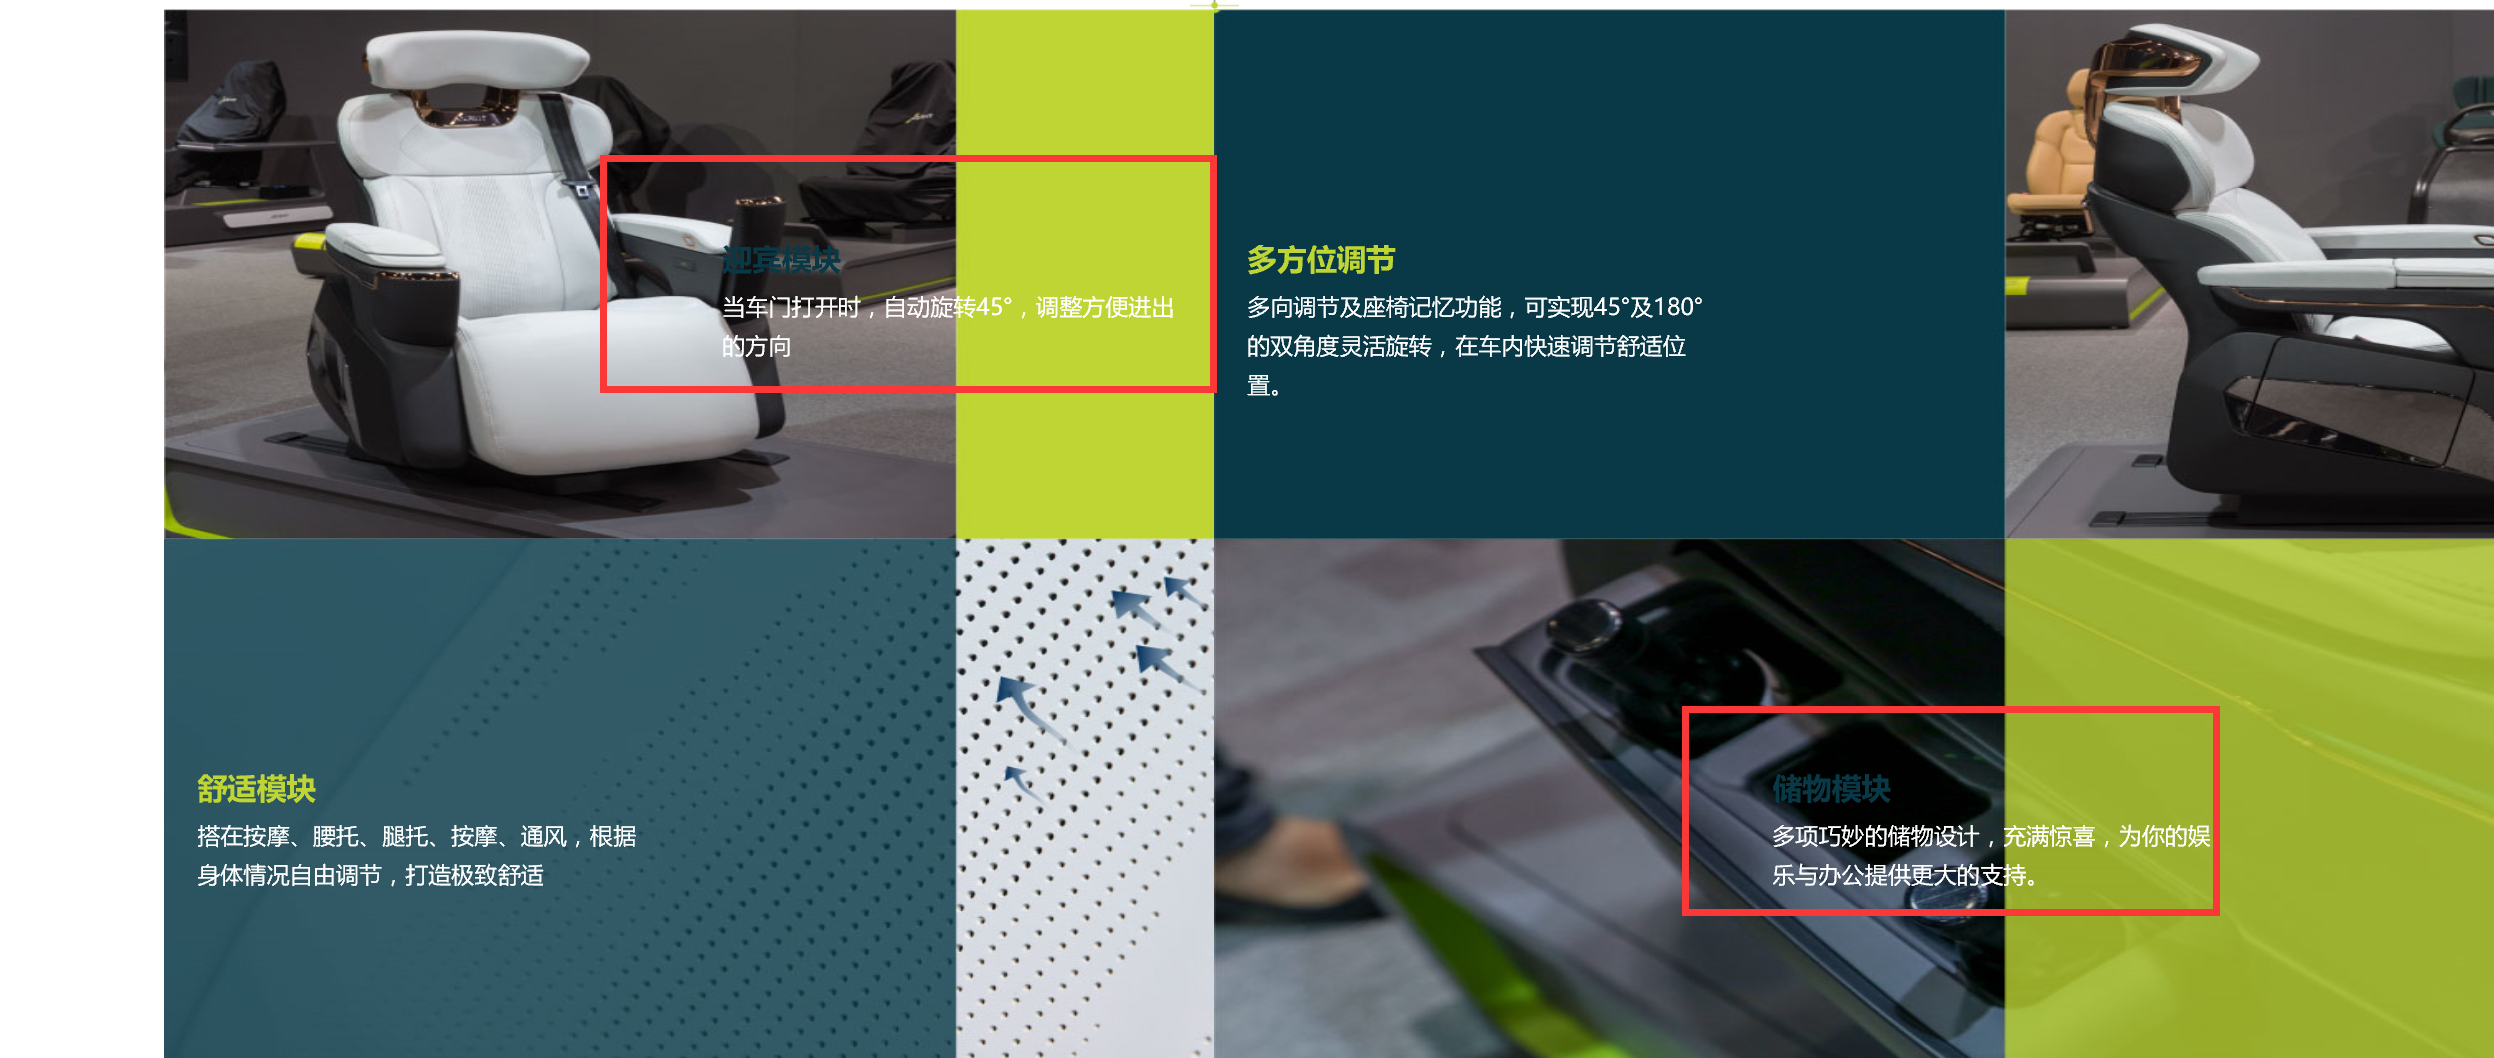 迎宾模块
当车门打开时，自动旋转45°，调整方便进出
的方向
多方位调节
多向调节及座椅记忆功能，可实现45°及180°
的双角度灵活旋转，在车内快速调节舒适位
置。
舒适模块
搭在按摩、腰托、腿托、按摩、通风，根据
身体情况自由调节，打造极致舒适
储物模块
多项巧妙的储物设计，充满惊喜，为你的娱
乐与办公提供更大的支持。